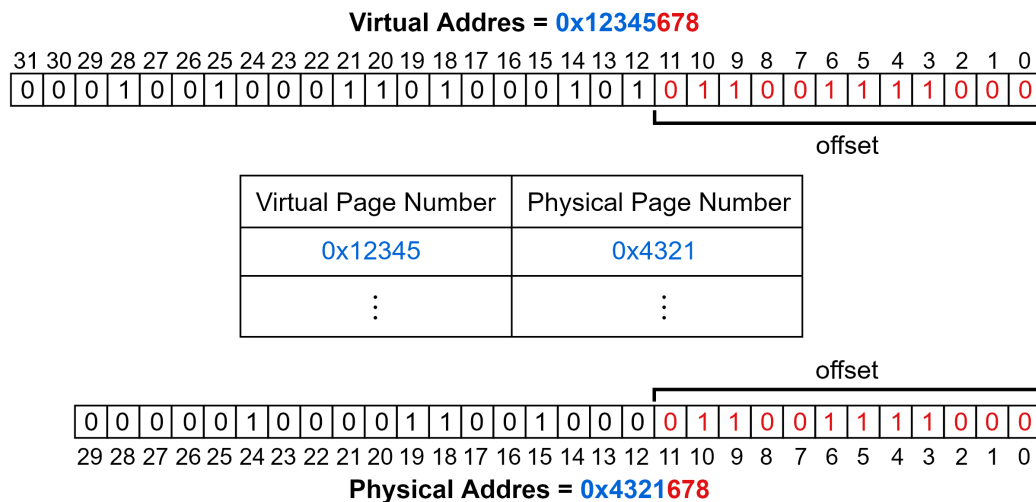 Virtual Addres = 0x12345678
31 30 29 28 27 26 25 24 23 22 21 20 19 18 17 16 15 14 13 12 11 10 9 8 7 6 5 4 3 2 1 0
0 0 0 1 0 0 1 0 0 0 1 1 0 1 0 0 0 1 0 1 0 1 1 0 0 1 1 1 1 0 0 0
offset
Virtual Page Number Physical Page Number
0x12345 0x4321
⋮ ⋮
offset
0 0 0 0 0 1 0 0 0 0 1 1 0 0 1 0 0 0 0 1 1 0 0 1 1 1 1 0 0 0
29 28 27 26 25 24 23 22 21 20 19 18 17 16 15 14 13 12 11 10 9 8 7 6 5 4 3 2 1 0
Physical Addres = 0x4321678